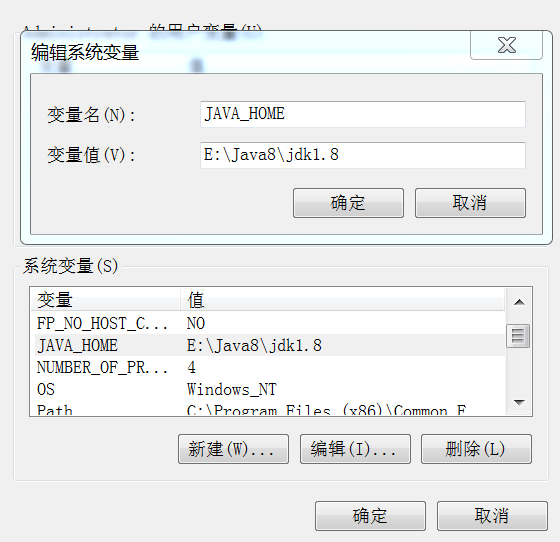 Administrator 的用户变量(U)
编辑系统变量
变量名(N): JAVA_HOME
变量值(V): E:\Java8\jdk1.8
确定 取消
系统变量(S)
变量 值
FP_NO_HOST_C... NO
JAVA_HOME E:\Java8\jdk1.8
NUMBER_OF_PR... 4
OS Windows_NT
Path C:\Program Files (x86)\Common F
新建(W)... 编辑(I)... 删除(L)
确定 取消